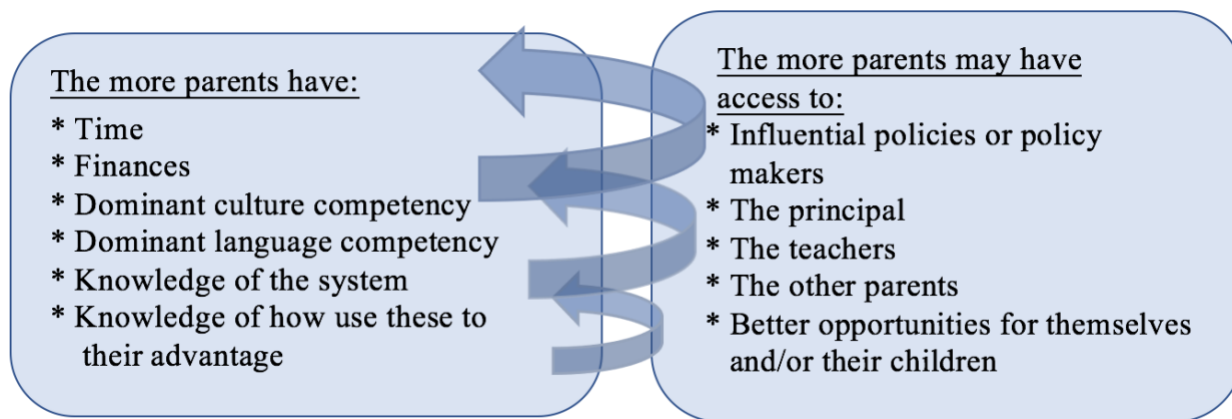 The more parents have:
* Time
* Finances
* Dominant culture competency
* Dominant language competency
* Knowledge of the system
* Knowledge of how use these to
their advantage
The more parents may have
access to:
* Influential policies or policy
makers
* The principal
* The teachers
* The other parents
* Better opportunities for themselves
and/or their children